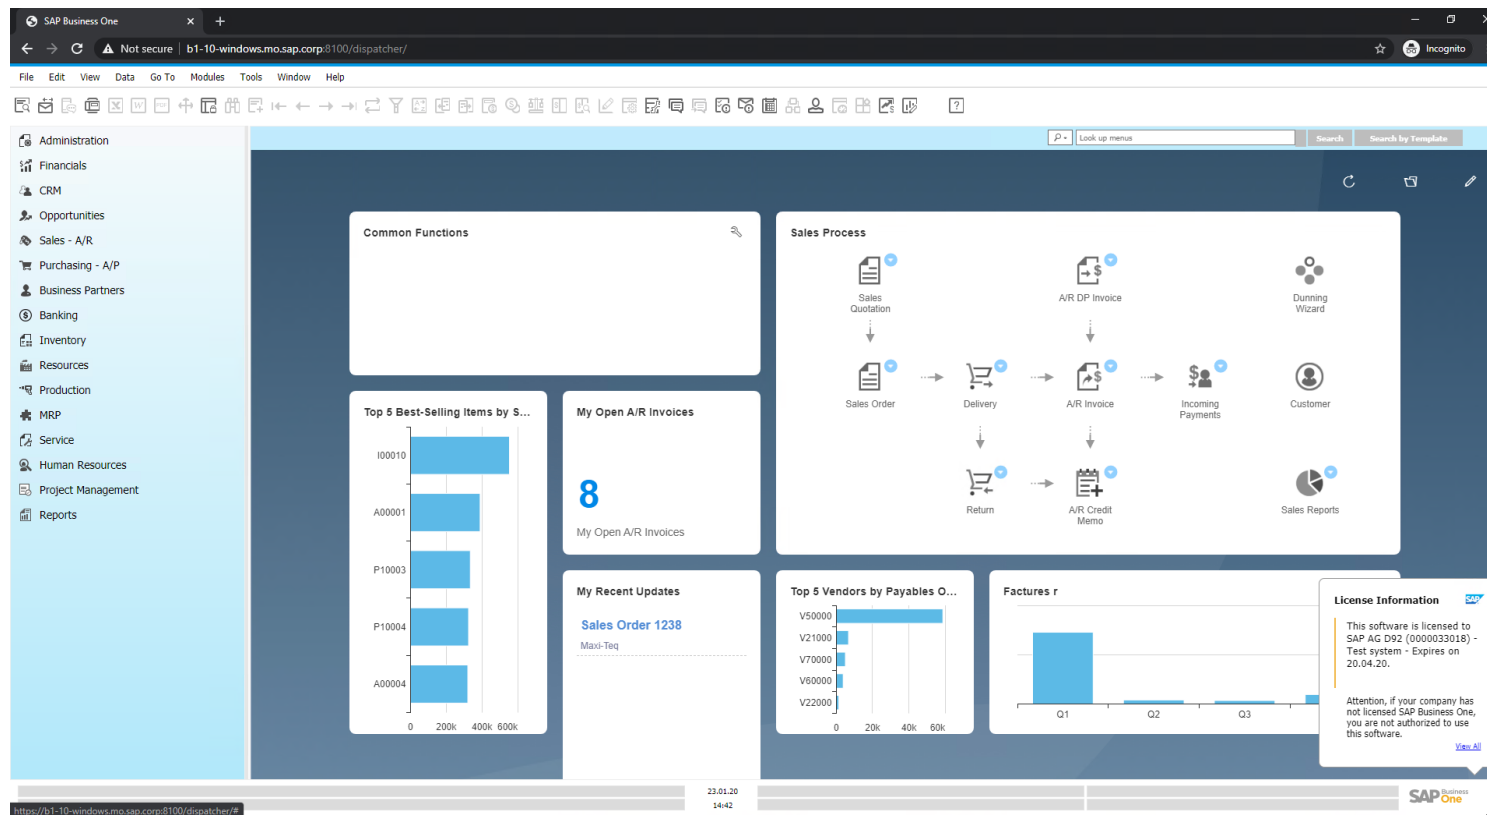 SAP Business One
Not secure
b1-10-windows.mo.sap.corp:8100/dispatcher/
Incognito
File Edit View Data Go To Modules Tools Window Help
Administration
Financials
CRM
Opportunities
Sales - A/R
Purchasing - A/P
Business Partners
Banking
Inventory
Resources
Production
MRP
Service
Human Resources
Project Management
Reports
Look up menus
Search
Search by Template
Common Functions
Sales Process
Sales
Quotation
A/R DP Invoice
Dunning
Wizard
Sales Order
Delivery
A/R Invoice
Incoming
Payments
Customer
Return
A/R Credit
Memo
Sales Reports
Top 5 Best-Selling Items by S...
I00010
A00001
P10003
P10004
A00004
0 200k 400k 600k
My Open A/R Invoices
8
My Open A/R Invoices
My Recent Updates
Sales Order 1238
Maxi-Teq
Top 5 Vendors by Payables O...
V50000
V21000
V70000
V60000
V22000
0 20k 40k 60k
Factures r
Q1 Q2 Q3
License Information
SAP
This software is licensed to
SAP AG D92 (0000033018) -
Test system - Expires on
20.04.20.
Attention, if your company has
not licensed SAP Business One,
you are not authorized to use
this software.
View All
23.01.20
14:42
SAP Business
One
https://b1-10-windows.mo.sap.corp:8100/dispatcher/#